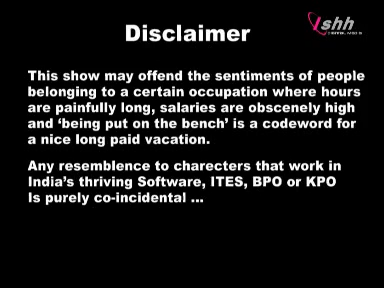 Disclaimer
ishh
This show may offend the sentiments of people
belonging to a certain occupation where hours
are painfully long, salaries are obscenely high
and ‘being put on the bench’ is a codeword for
a nice long paid vacation.
Any resemblence to charecters that work in
India’s thriving Software, ITES, BPO or KPO
Is purely co-incidental ...